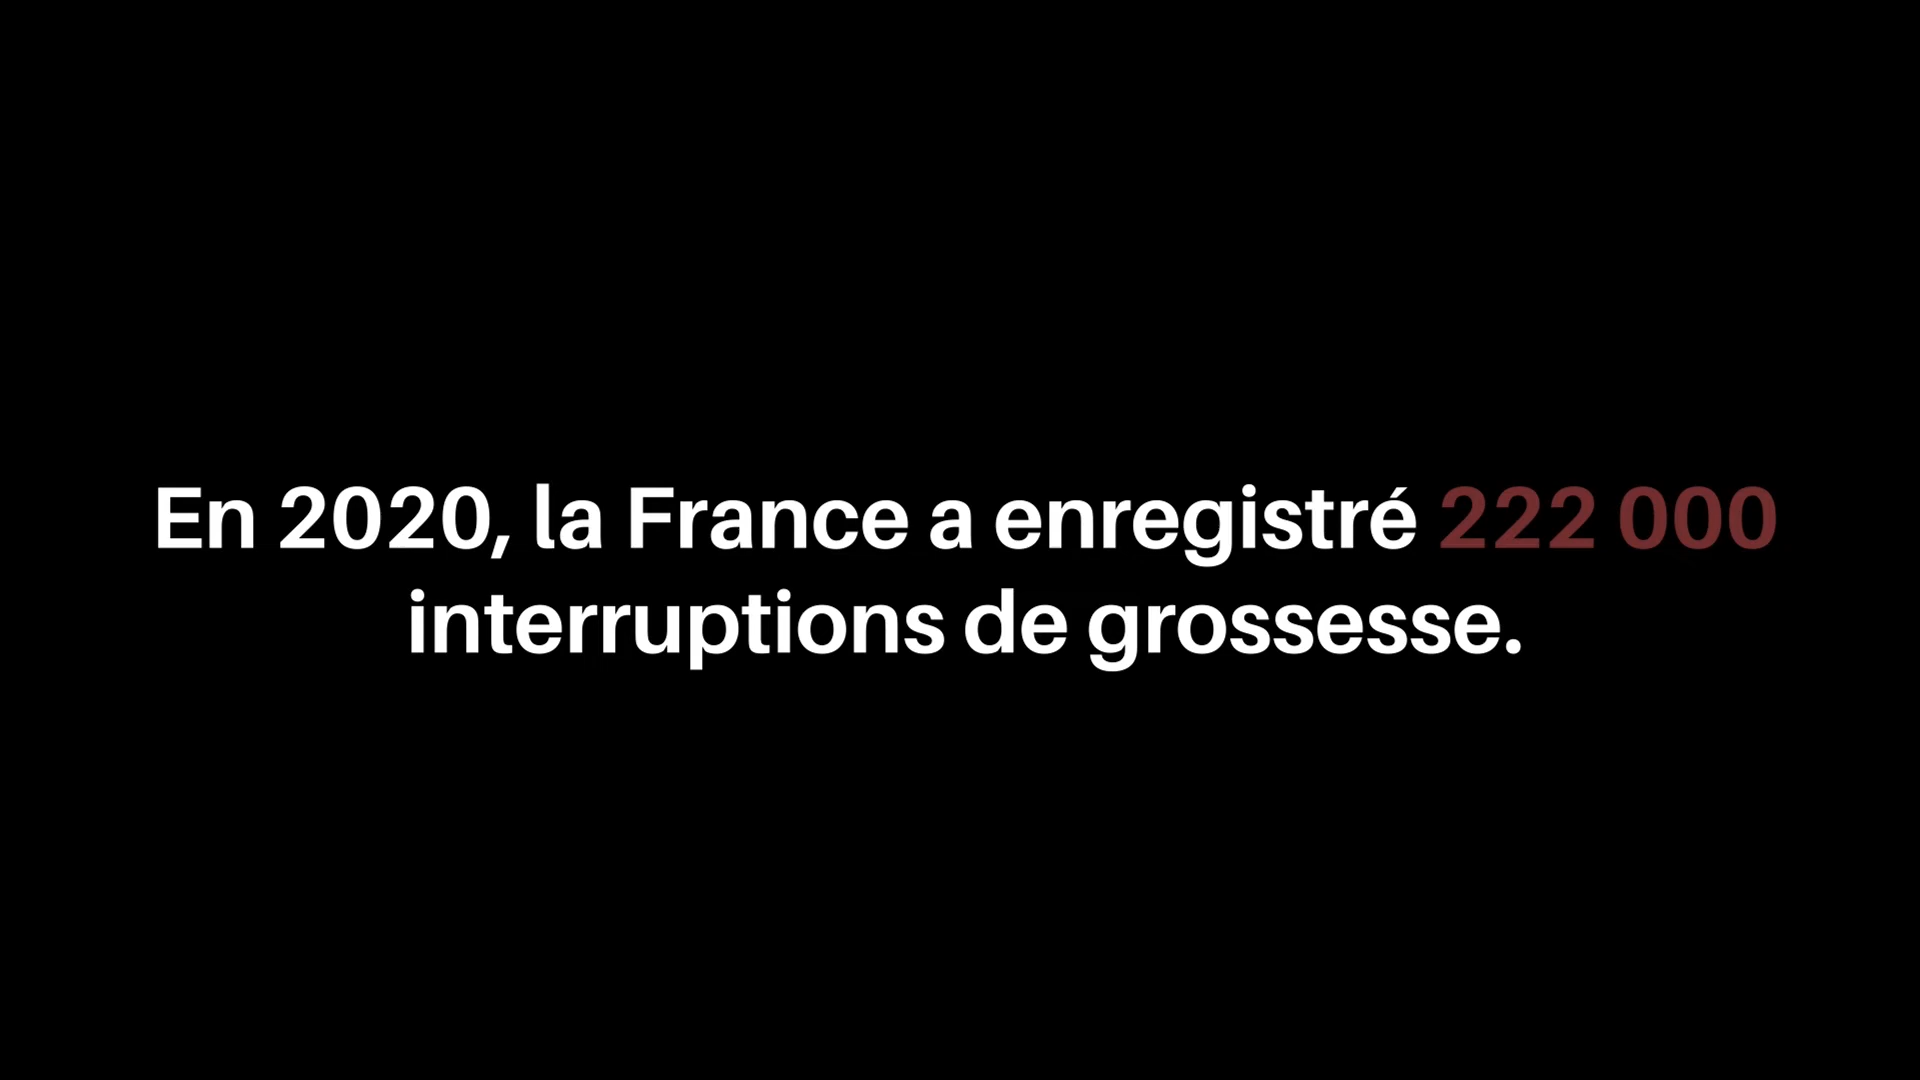 En 2020, la France a enregistré 222 000
interruptions de grossesse.